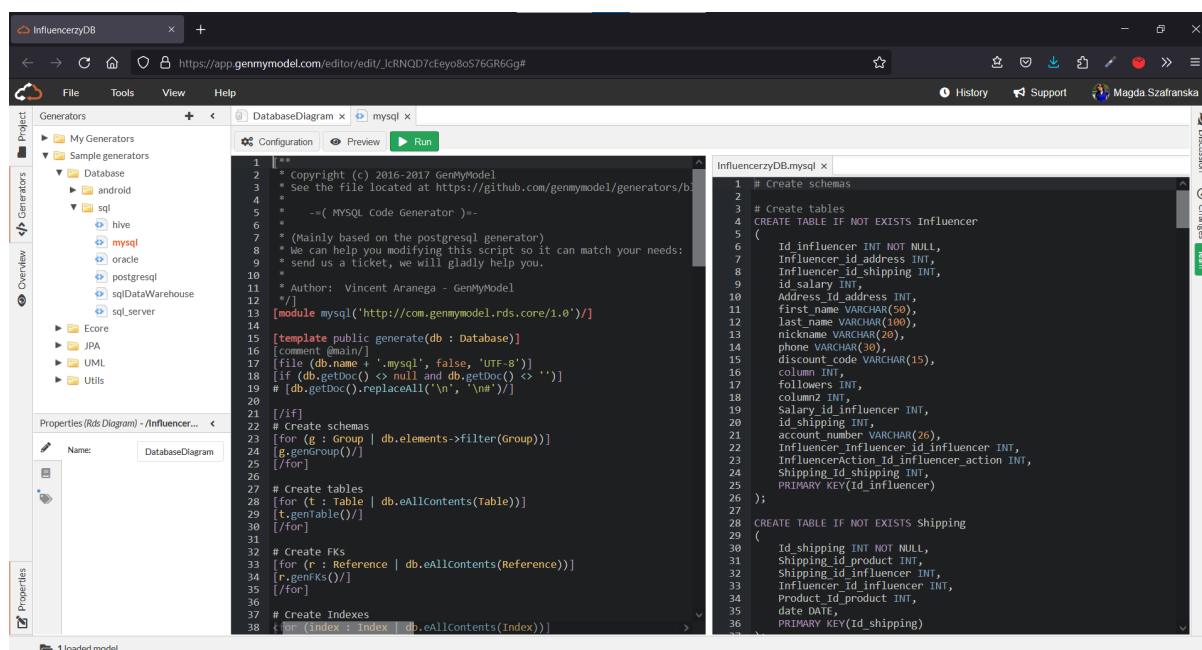 InfluencerzyDB
https://app.genmymodel.com/editor/edit/_lcRNQD7cEeyo8oS76GR6Gg#
File Tools View Help
History Support Magda Szafranska
Project
Generators
Overview
Properties
Generators
My Generators
Sample generators
Database
android
sql
hive
mysql
oracle
postgresql
sqlDataWarehouse
sql_server
Ecore
JPA
UML
Utils
Properties (Rds Diagram) - /Influencer...
Name: DatabaseDiagram
DatabaseDiagram mysql
Configuration Preview Run
1 [**
2 * Copyright (c) 2016-2017 GenMyModel
3 * See the file located at https://github.com/genmymodel/generators/bl
4 *
5 * -=( MYSQL Code Generator )=-
6 *
7 * (Mainly based on the postgresql generator)
8 * We can help you modifying this script so it can match your needs:
9 * send us a ticket, we will gladly help you.
10 *
11 * Author: Vincent Aranega - GenMyModel
12 */]
13 [module mysql('http://com.genmymodel.rds.core/1.0')/]
14
15 [template public generate(db : Database)]
16 [comment @main/]
17 [file (db.name + '.mysql', false, 'UTF-8')]
18 [if (db.getDoc() <> null and db.getDoc() <> '')]
19 # [db.getDoc().replaceAll('\n', '\n#')/]
20
21 [/if]
22 # Create schemas
23 [for (g : Group | db.elements->filter(Group))]
24 [g.genGroup()/]
25 [/for]
26
27 # Create tables
28 [for (t : Table | db.eAllContents(Table))]
29 [t.genTable()/]
30 [/for]
31
32 # Create FKs
33 [for (r : Reference | db.eAllContents(Reference))]
34 [r.genFKs()/]
35 [/for]
36
37 # Create Indexes
38 [for (index : Index | db.eAllContents(Index))]
InfluencerzyDB.mysql
1 # Create schemas
2
3 # Create tables
4 CREATE TABLE IF NOT EXISTS Influencer
5 (
6 Id_influencer INT NOT NULL,
7 Influencer_id_address INT,
8 Influencer_id_shipping INT,
9 id_salary INT,
10 Address_Id_address INT,
11 first_name VARCHAR(50),
12 last_name VARCHAR(100),
13 nickname VARCHAR(20),
14 phone VARCHAR(30),
15 discount_code VARCHAR(15),
16 column INT,
17 followers INT,
18 column2 INT,
19 Salary_id_influencer INT,
20 id_shipping INT,
21 account_number VARCHAR(26),
22 Influencer_Influencer_id_influencer INT,
23 InfluencerAction_Id_influencer_action INT,
24 Shipping_Id_shipping INT,
25 PRIMARY KEY(Id_influencer)
26 );
27
28 CREATE TABLE IF NOT EXISTS Shipping
29 (
30 Id_shipping INT NOT NULL,
31 Shipping_id_product INT,
32 Shipping_id_influencer INT,
33 Influencer_Id_influencer INT,
34 Product_Id_product INT,
35 date DATE,
36 PRIMARY KEY(Id_shipping)
1 loaded model